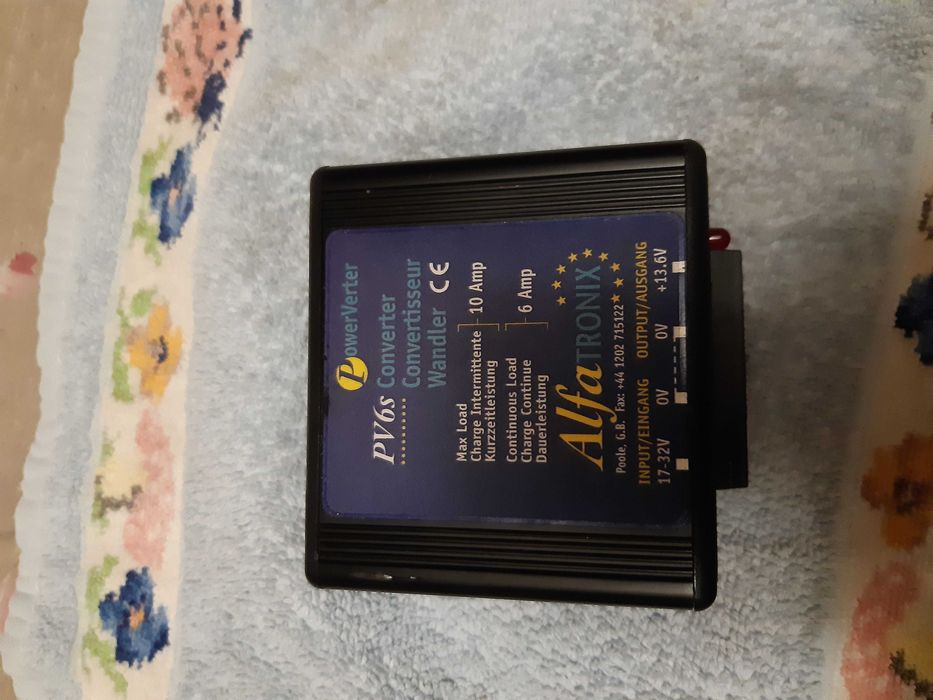 PowerVerter
PV6s Converter
Convertisseur
Wandler CE
Max Load
Charge Intermittente 10 Amp
Kurzzeitleistung
Continuous Load
Charge Continue 6 Amp
Dauerleistung
AlfaTRONIX
Poole, G.B. Fax: +44 1202 715122
INPUT/EINGANG OUTPUT/AUSGANG
17-32V 0V 0V +13.6V